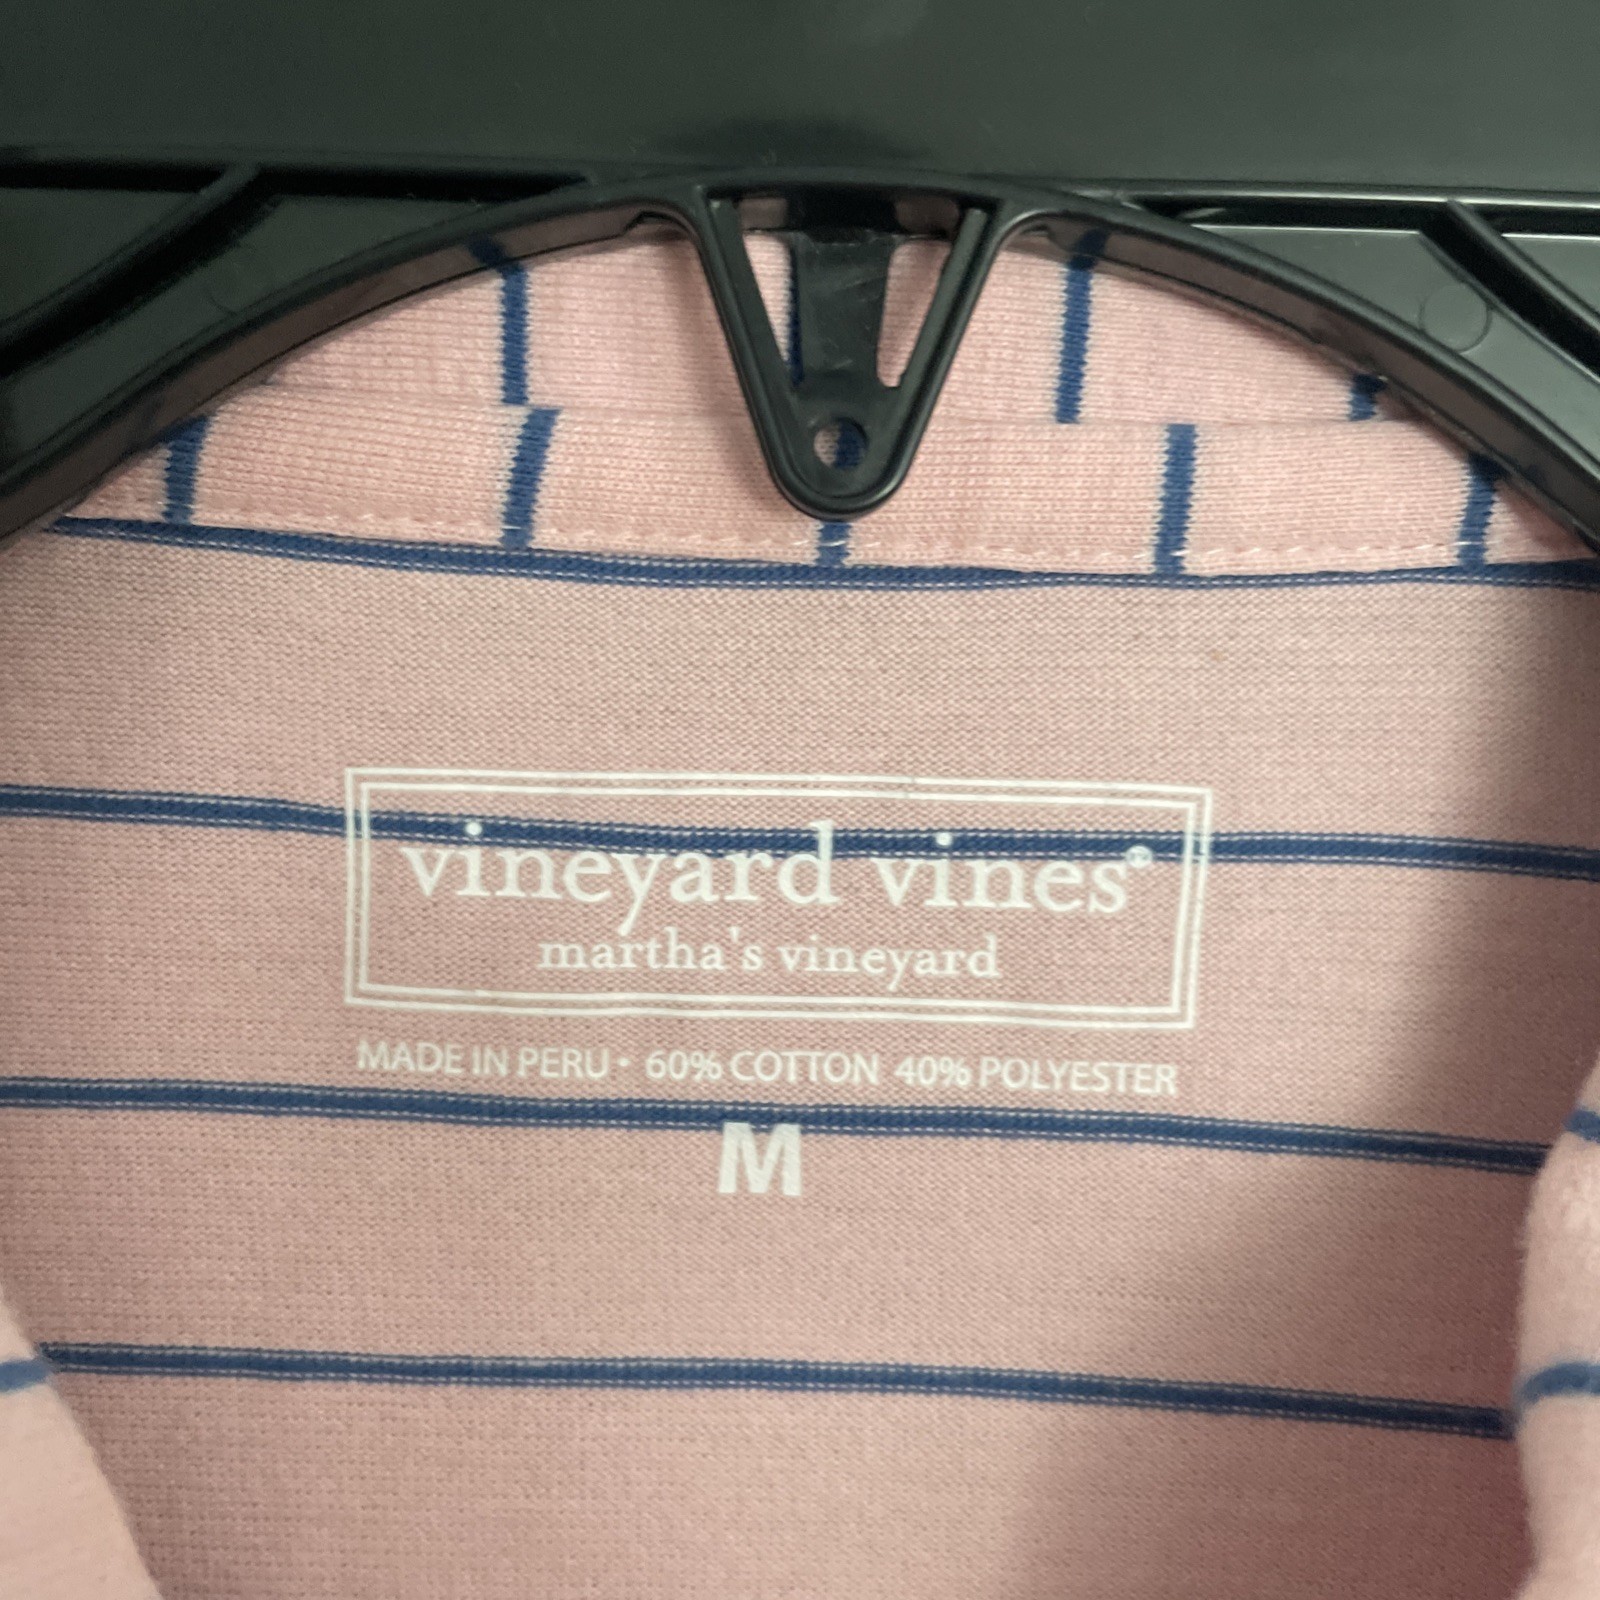 vineyard vines®
martha's vineyard
MADE IN PERU • 60% COTTON 40% POLYESTER
M